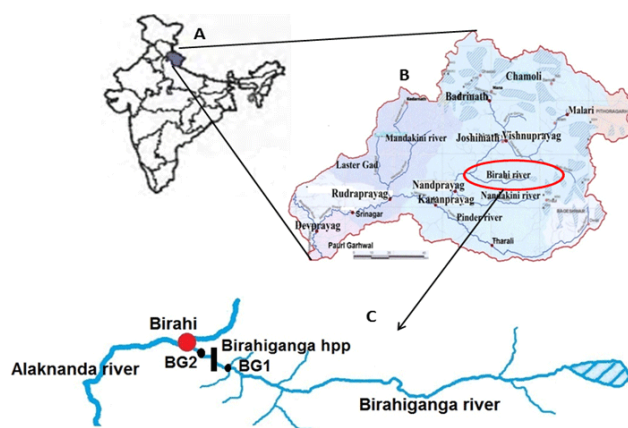 A
B
Chamoli
Badrinath
Malari
Mandakini river
Joshimath
Vishnuprayag
Laster Gad
Birahi river
Rudraprayag
Nandprayag
Nandakini river
Karanprayag
Srinagar
Pinder river
Devprayag
Tharali
Pauri Garhwal
C
Birahi
Birahiganga hpp
Alaknanda river
BG2
BG1
Birahiganga river